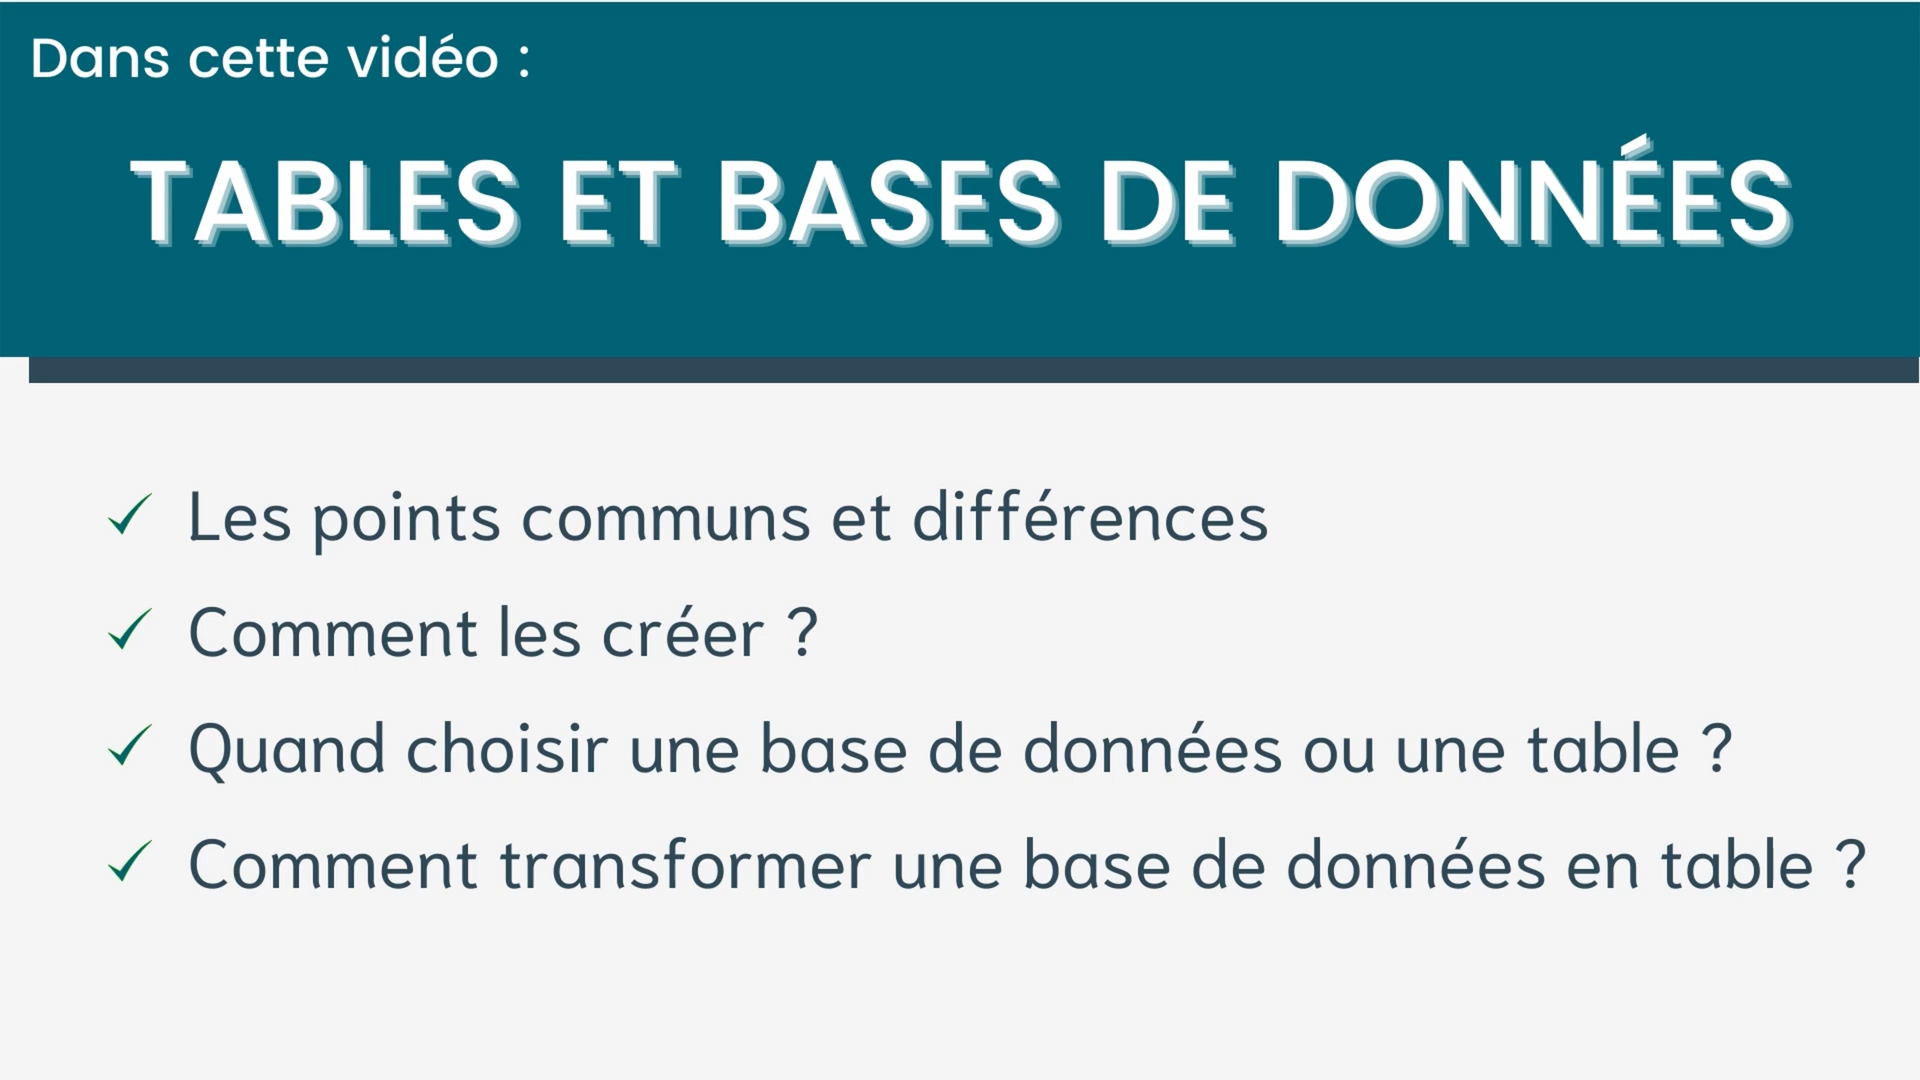 Dans cette vidéo :
TABLES ET BASES DE DONNÉES
Les points communs et différences
Comment les créer ?
Quand choisir une base de données ou une table ?
Comment transformer une base de données en table ?